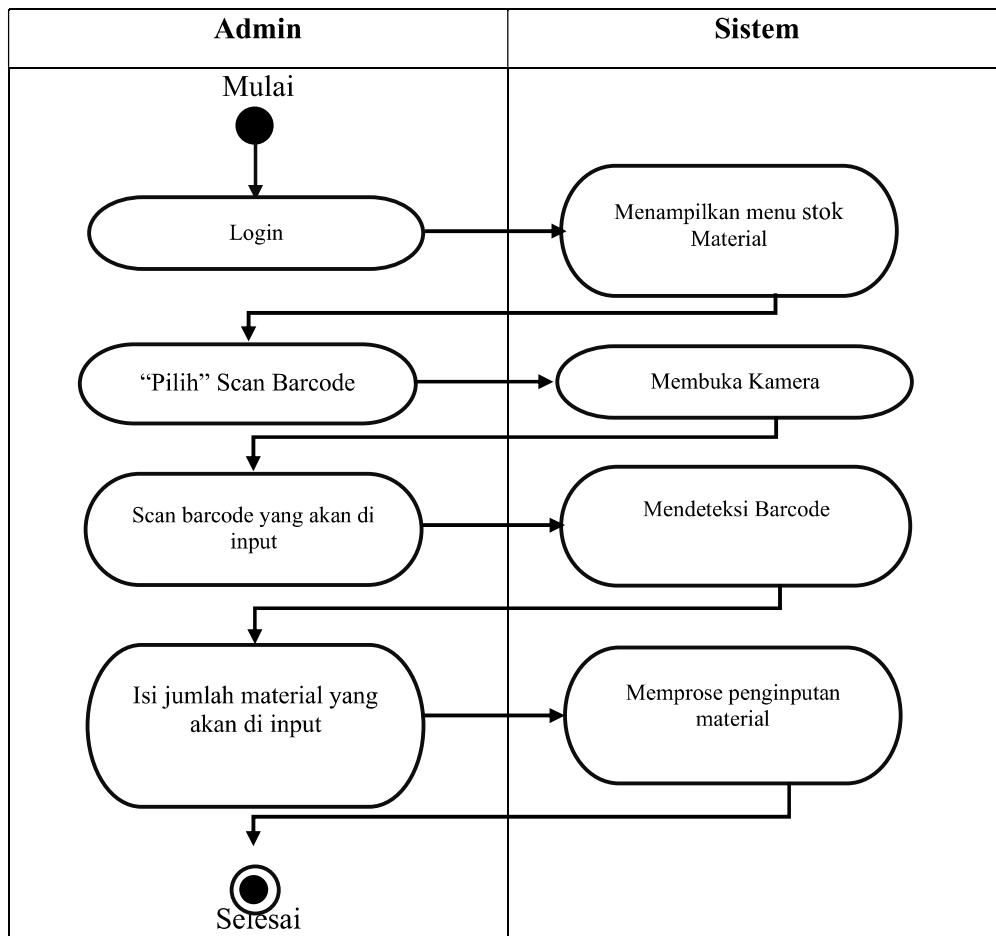 Admin
Sistem
Mulai
Login
Menampilkan menu stok
Material
“Pilih” Scan Barcode
Membuka Kamera
Scan barcode yang akan di
input
Mendeteksi Barcode
Isi jumlah material yang
akan di input
Memprose penginputan
material
Selesai